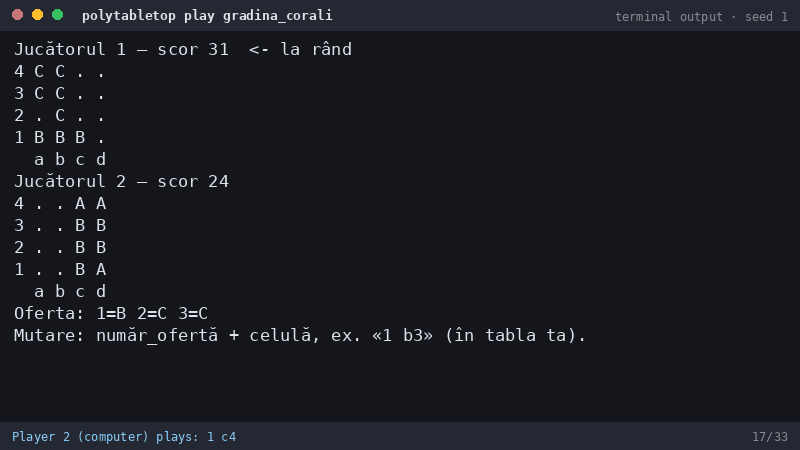 polytabletop play gradina_corali
terminal output · seed 1
Jucătorul 1 — scor 31  <- la rând
4 C C . .
3 C C . .
2 . C . .
1 B B B .
  a b c d
Jucătorul 2 — scor 24
4 . . A A
3 . . B B
2 . . B B
1 . . B A
  a b c d
Oferta: 1=B 2=C 3=C
Mutare: număr_ofertă + celulă, ex. «1 b3» (în tabla ta).
Player 2 (computer) plays: 1 c4
17/33